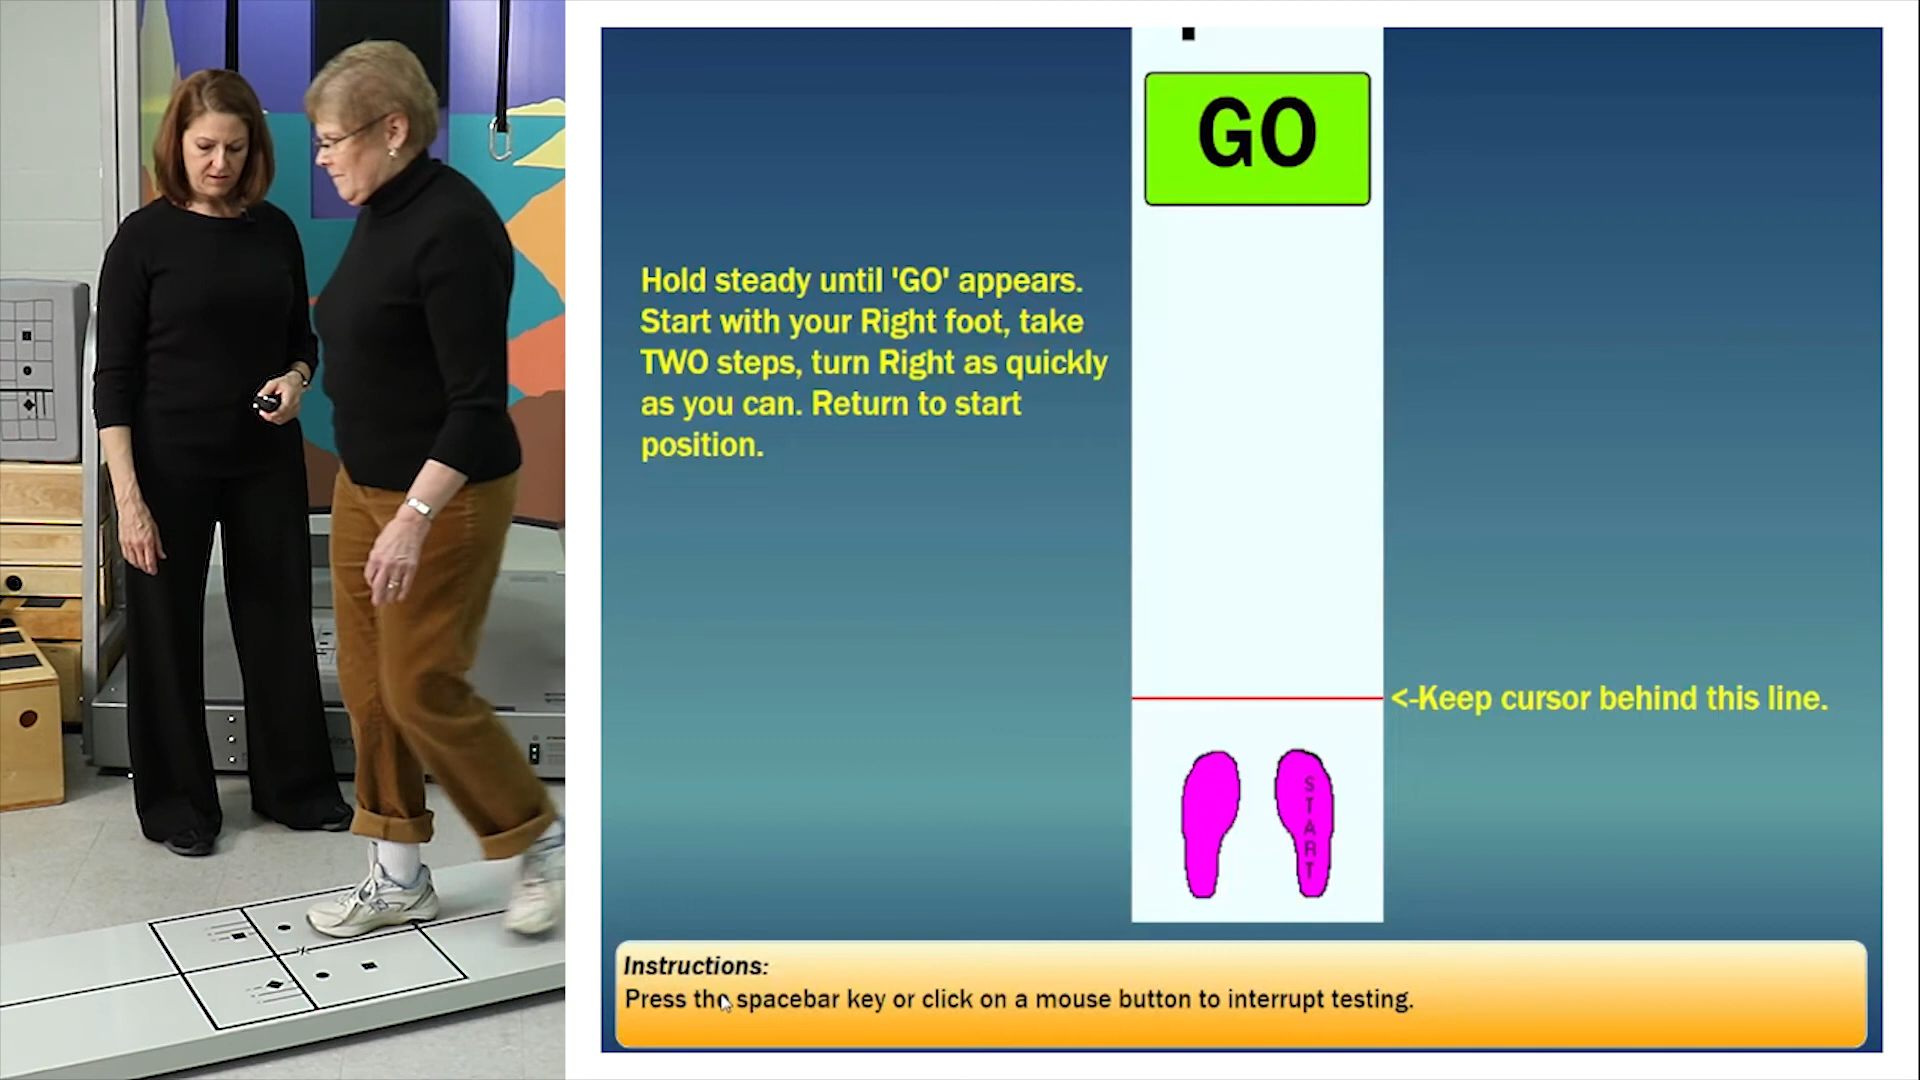 GO
Hold steady until 'GO' appears.
Start with your Right foot, take
TWO steps, turn Right as quickly
as you can. Return to start
position.
<-Keep cursor behind this line.
START
Instructions:
Press the spacebar key or click on a mouse button to interrupt testing.